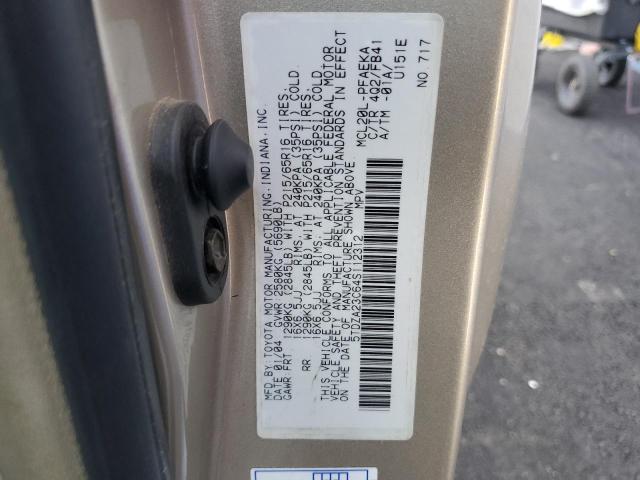 MFD BY TOYOTA MOTOR MANUFACTURING, INDIANA, INC.
DATE 01/04 GVWR 2580KG (5690LB)
GAWR FRT 1290KG (2845LB) WITH P215/65R16 TIRES,
16X6.5JJ RIMS, AT 240KPA (35PSI) COLD
RR 1290KG (2845LB) WITH P215/65R16 TIRES,
16X6.5JJ RIMS, AT 240KPA (35PSI) COLD
THIS VEHICLE CONFORMS TO ALL APPLICABLE FEDERAL MOTOR
VEHICLE SAFETY AND THEFT PREVENTION STANDARDS IN EFFECT
ON THE DATE OF MANUFACTURE SHOWN ABOVE
5TDZA23C64S112312 MPV
MCL20L-PFAEKA
C/TR 4Q2/FB41
A/TM -01A/
U151E
NO. 717